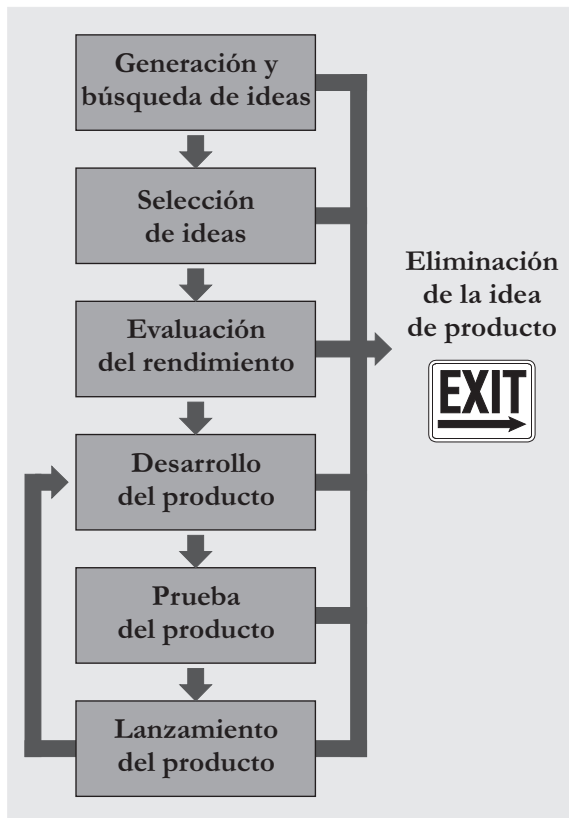 Generación y
búsqueda de ideas
Selección
de ideas
Evaluación
del rendimiento
Desarrollo
del producto
Prueba
del producto
Lanzamiento
del producto
Eliminación
de la idea
de producto
EXIT